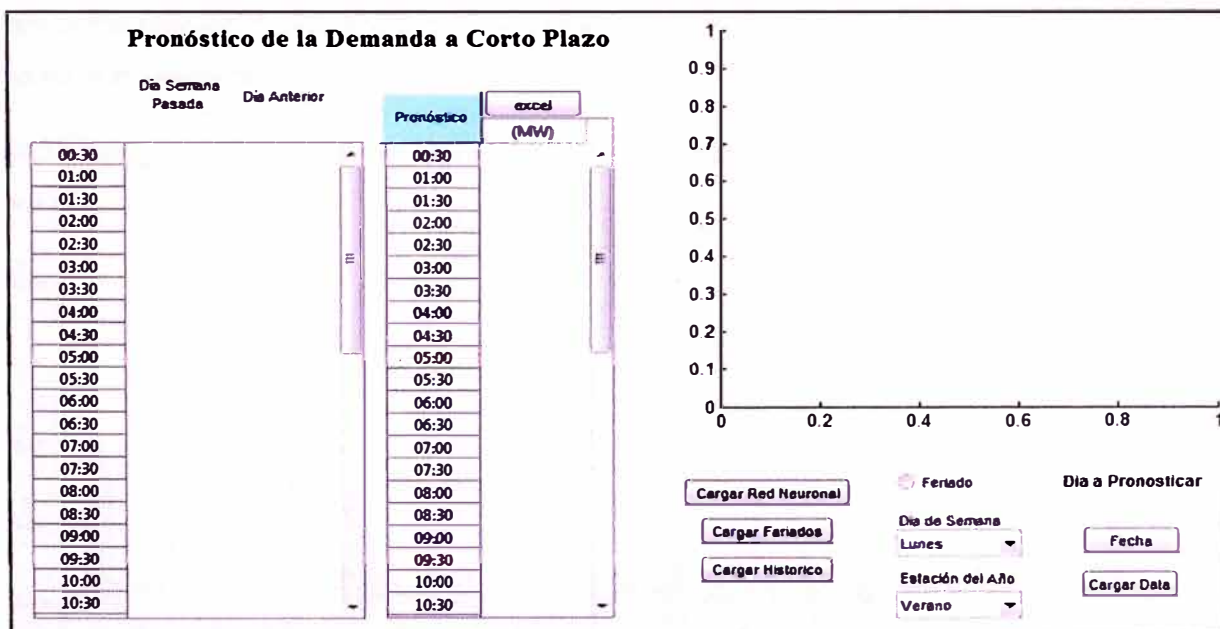 Pronóstico de la Demanda a Corto Plazo
Dia Semana
Pasada
Dia Anterior
00:30
01:00
01:30
02:00
02:30
03:00
03:30
04:00
04:30
05:00
05:30
06:00
06:30
07:00
07:30
08:00
08:30
09:00
09:30
10:00
10:30
Pronóstico
excel
(MW)
00:30
01:00
01:30
02:00
02:30
03:00
03:30
04:00
04:30
05:00
05:30
06:00
06:30
07:00
07:30
08:00
08:30
09:00
09:30
10:00
10:30
1
0.9
0.8
0.7
0.6
0.5
0.4
0.3
0.2
0.1
0
0 0.2 0.4 0.6 0.8 1
Cargar Red Neuronal
Cargar Fariados
Cargar Historico
Feriado
Dia de Semana
Lunes
Estación del Año
Verano
Dia a Pronosticar
Fecha
Cargar Data